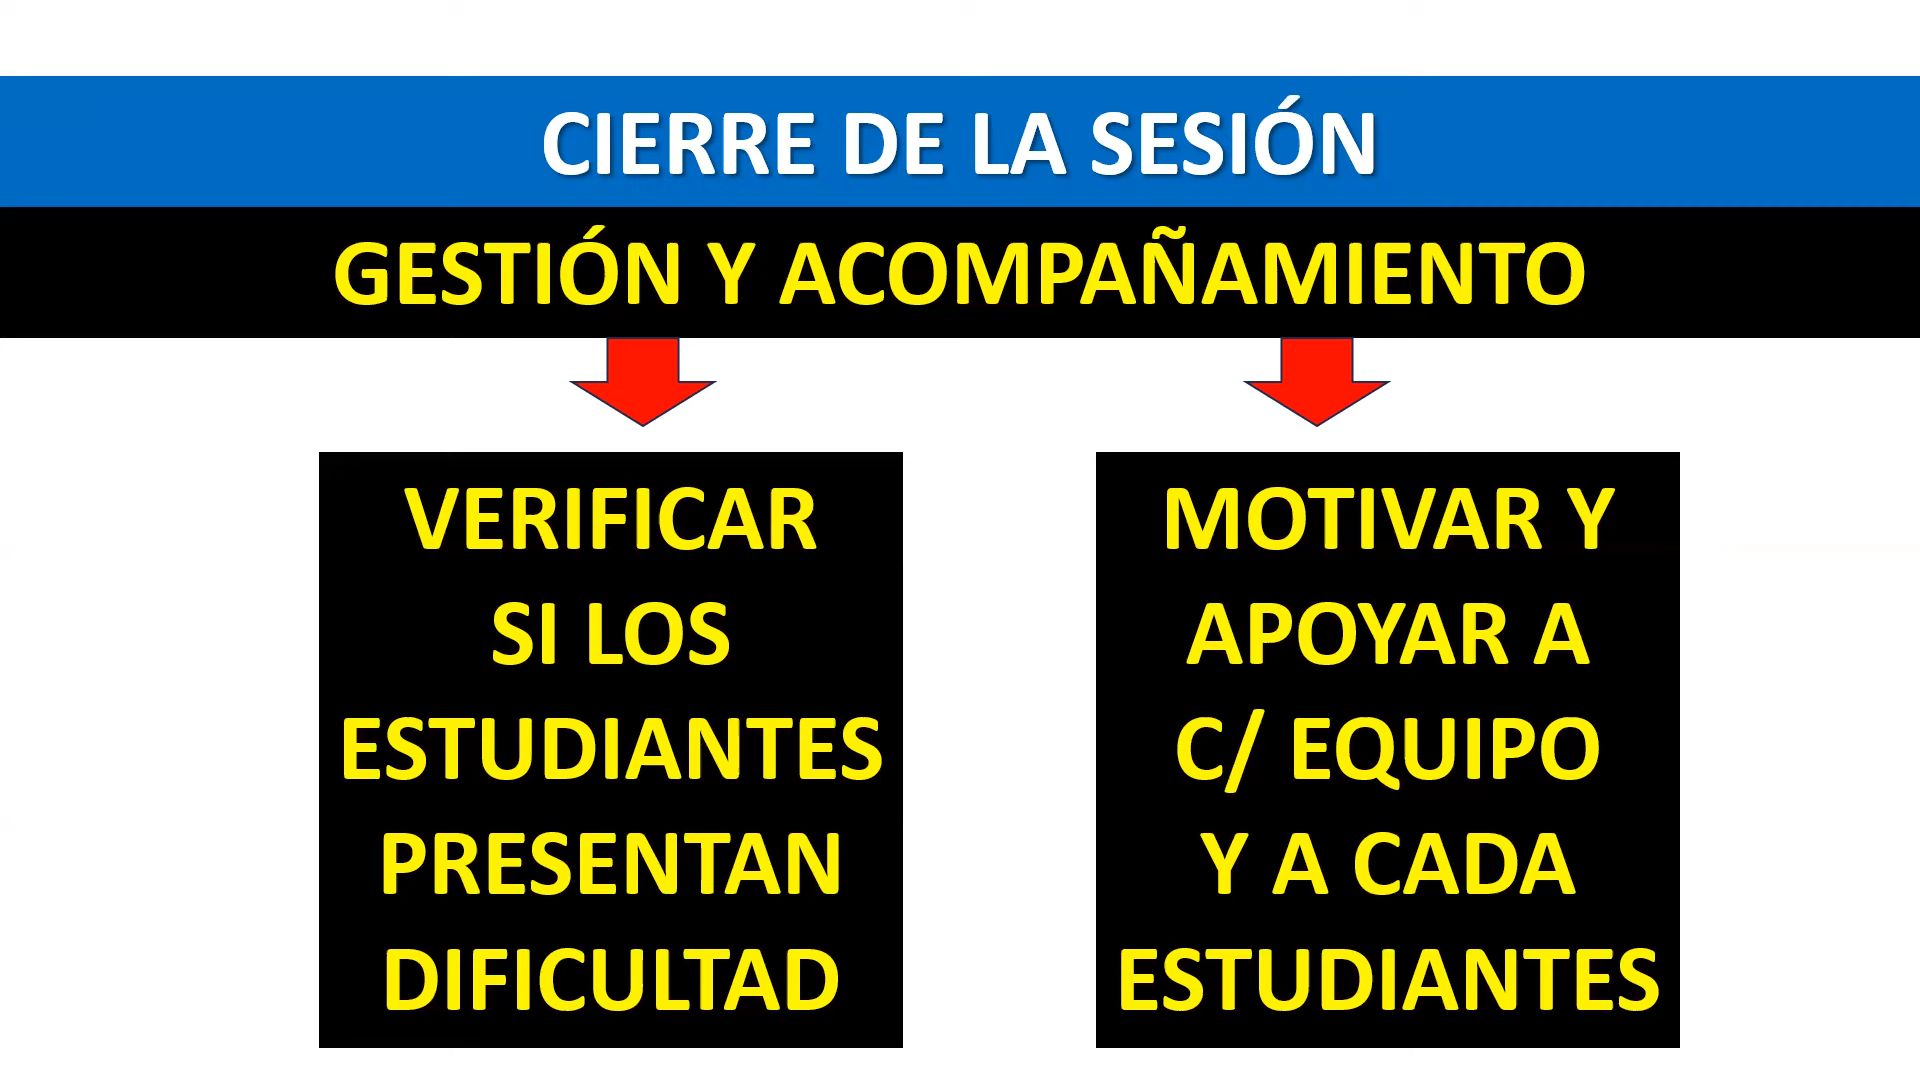 CIERRE DE LA SESIÓN
GESTIÓN Y ACOMPAÑAMIENTO
VERIFICAR
SI LOS
ESTUDIANTES
PRESENTAN
DIFICULTAD
MOTIVAR Y
APOYAR A
C/ EQUIPO
Y A CADA
ESTUDIANTES